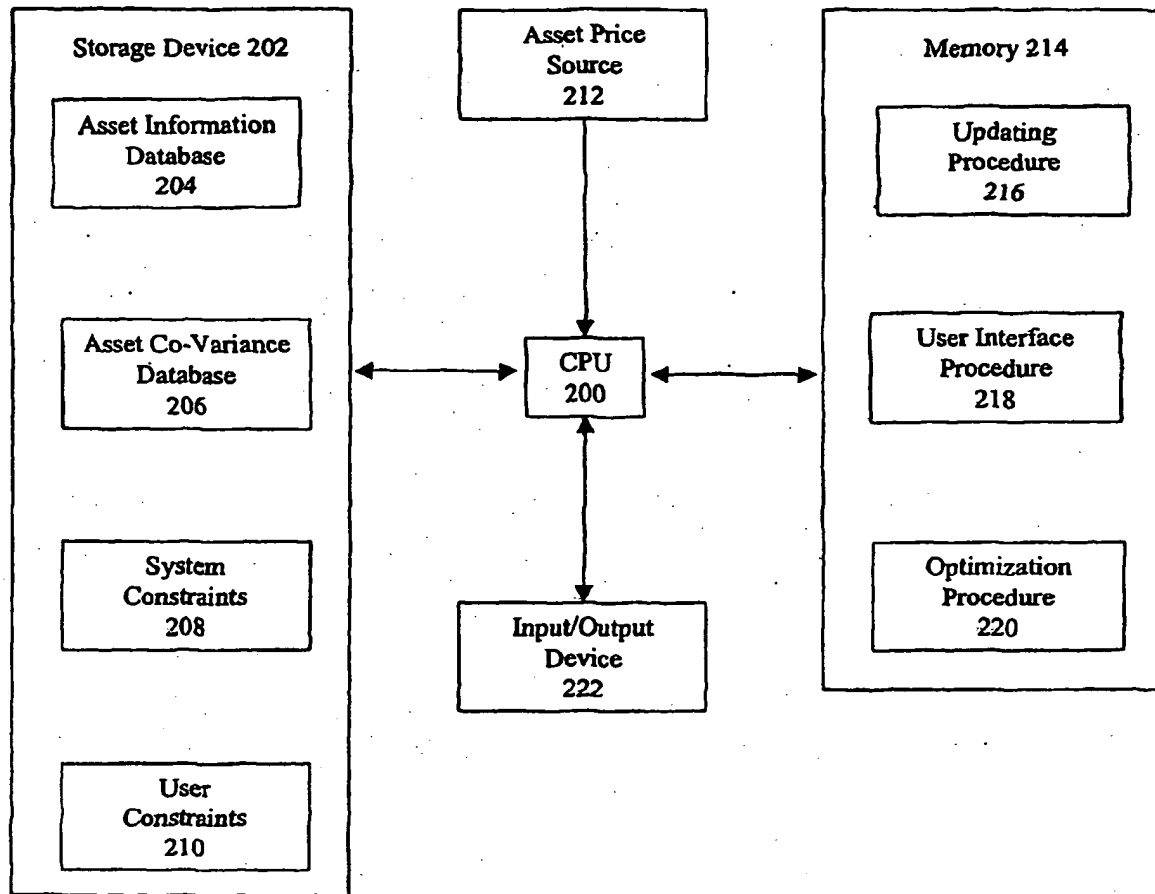 Storage Device 202
Asset Information
Database
204
Asset Co-Variance
Database
206
System
Constraints
208
User
Constraints
210
Asset Price
Source
212
CPU
200
Input/Output
Device
222
Memory 214
Updating
Procedure
216
User Interface
Procedure
218
Optimization
Procedure
220